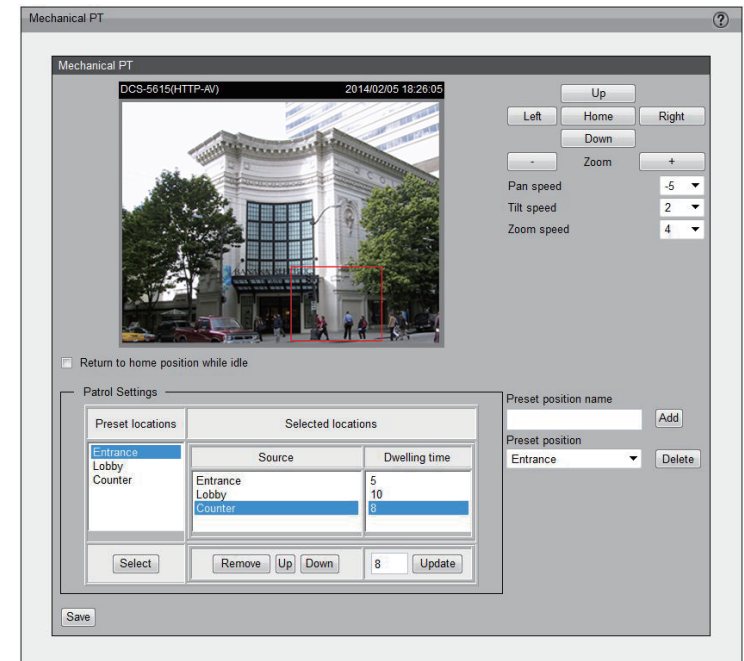 Mechanical PT
?
Mechanical PT
DCS-5615(HTTP-AV) 2014/02/05 18:26:05
Up
Left Home Right
Down
- Zoom +
Pan speed -5
Tilt speed 2
Zoom speed 4
Return to home position while idle
Patrol Settings
Preset locations Selected locations
Source Dwelling time
Entrance
Lobby
Counter
Entrance 5
Lobby 10
Counter 8
Select Remove Up Down 8 Update
Preset position name
Add
Preset position
Entrance Delete
Save